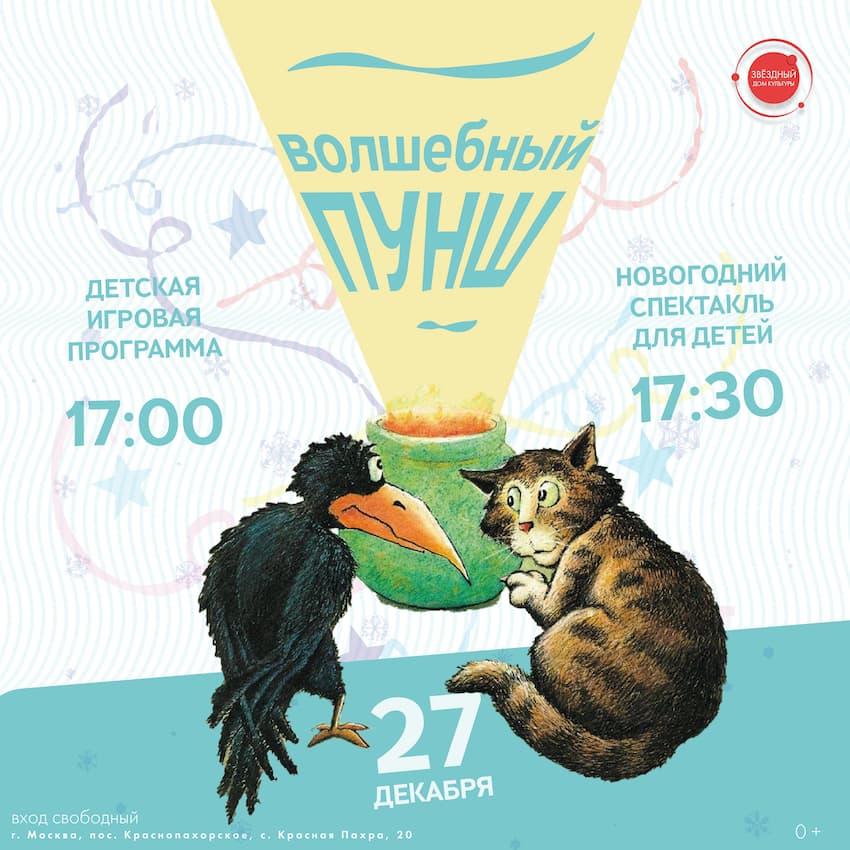 ЗВЁЗДНЫЙ
ДОМ КУЛЬТУРЫ
ВОЛШЕБНЫЙ
ПУНШ
ДЕТСКАЯ
ИГРОВАЯ
ПРОГРАММА
17:00
НОВОГОДНИЙ
СПЕКТАКЛЬ
ДЛЯ ДЕТЕЙ
17:30
27
ДЕКАБРЯ
ВХОД СВОБОДНЫЙ
г. Москва, пос. Краснопахорское, с. Красная Пахра, 20
0+